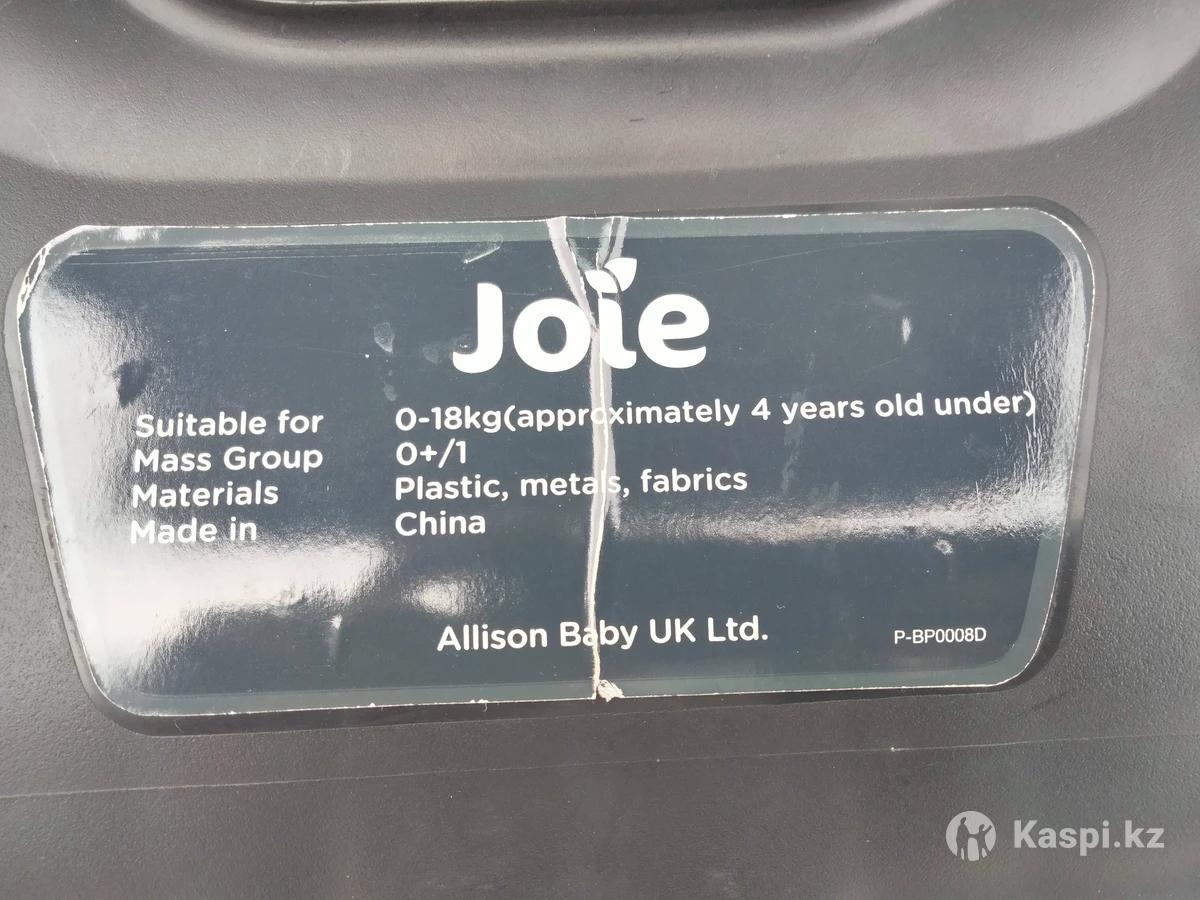 Joie
Suitable for 0-18kg(approximately 4 years old under)
Mass Group 0+/1
Materials Plastic, metals, fabrics
Made in China
Allison Baby UK Ltd. P-BP0008D
Kaspi.kz